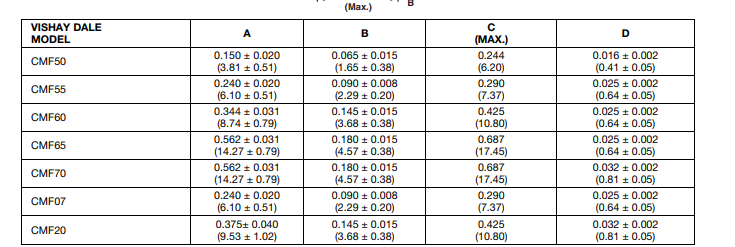 (Max.)
B
VISHAY DALE MODEL A B C (MAX.) D
CMF50 0.150 ± 0.020 (3.81 ± 0.51) 0.065 ± 0.015 (1.65 ± 0.38) 0.244 (6.20) 0.016 ± 0.002 (0.41 ± 0.05)
CMF55 0.240 ± 0.020 (6.10 ± 0.51) 0.090 ± 0.008 (2.29 ± 0.20) 0.290 (7.37) 0.025 ± 0.002 (0.64 ± 0.05)
CMF60 0.344 ± 0.031 (8.74 ± 0.79) 0.145 ± 0.015 (3.68 ± 0.38) 0.425 (10.80) 0.025 ± 0.002 (0.64 ± 0.05)
CMF65 0.562 ± 0.031 (14.27 ± 0.79) 0.180 ± 0.015 (4.57 ± 0.38) 0.687 (17.45) 0.025 ± 0.002 (0.64 ± 0.05)
CMF70 0.562 ± 0.031 (14.27 ± 0.79) 0.180 ± 0.015 (4.57 ± 0.38) 0.687 (17.45) 0.032 ± 0.002 (0.81 ± 0.05)
CMF07 0.240 ± 0.020 (6.10 ± 0.51) 0.090 ± 0.008 (2.29 ± 0.20) 0.290 (7.37) 0.025 ± 0.002 (0.64 ± 0.05)
CMF20 0.375± 0.040 (9.53 ± 1.02) 0.145 ± 0.015 (3.68 ± 0.38) 0.425 (10.80) 0.032 ± 0.002 (0.81 ± 0.05)